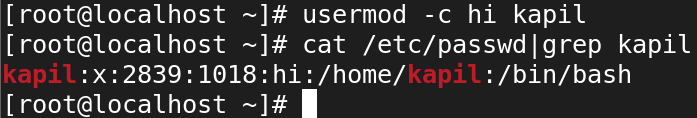 [root@localhost ~]# usermod -c hi kapil
[root@localhost ~]# cat /etc/passwd|grep kapil
kapil:x:2839:1018:hi:/home/kapil:/bin/bash
[root@localhost ~]#